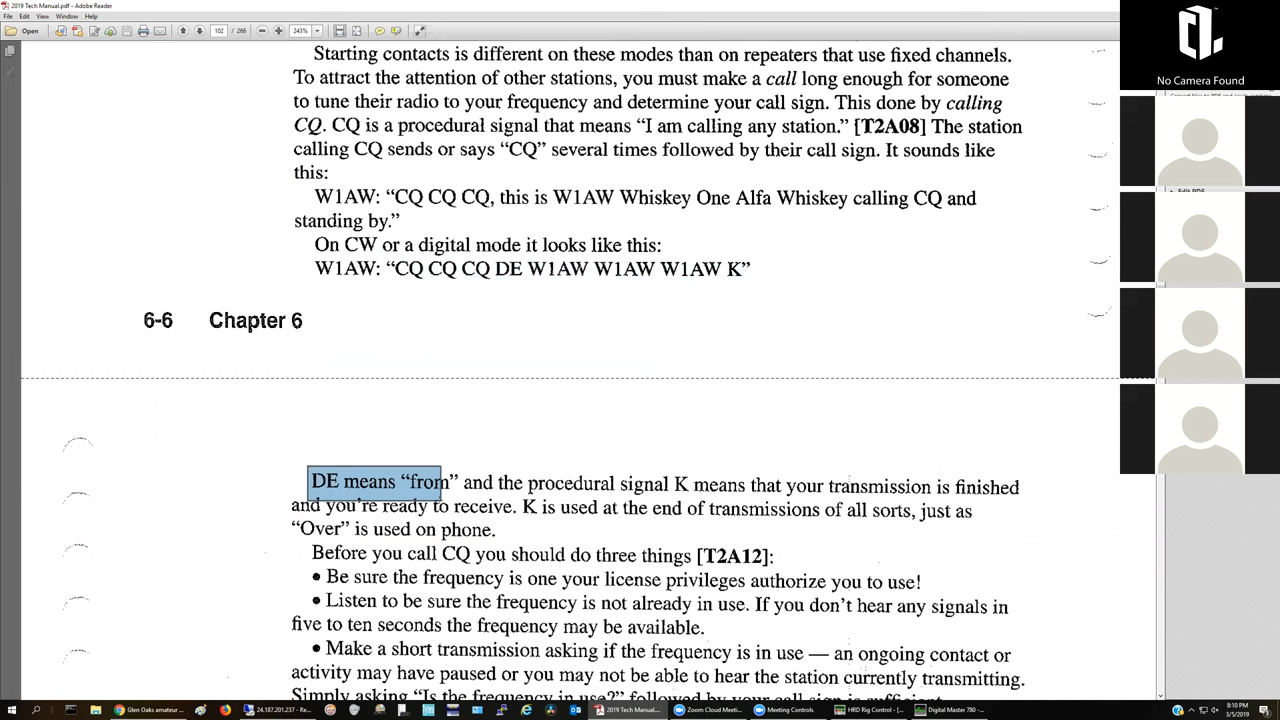 2019 Tech Manual.pdf - Adobe Reader
File Edit View Window Help
Open 102 / 266 243%
Starting contacts is different on these modes than on repeaters that use fixed channels.
To attract the attention of other stations, you must make a call long enough for someone
to tune their radio to your frequency and determine your call sign. This done by calling
CQ. CQ is a procedural signal that means “I am calling any station.” [T2A08] The station
calling CQ sends or says “CQ” several times followed by their call sign. It sounds like
this:
W1AW: “CQ CQ CQ, this is W1AW Whiskey One Alfa Whiskey calling CQ and
standing by.”
On CW or a digital mode it looks like this:
W1AW: “CQ CQ CQ DE W1AW W1AW W1AW K”
6-6 Chapter 6
DE means “from” and the procedural signal K means that your transmission is finished
and you’re ready to receive. K is used at the end of transmissions of all sorts, just as
“Over” is used on phone.
Before you call CQ you should do three things [T2A12]:
• Be sure the frequency is one your license privileges authorize you to use!
• Listen to be sure the frequency is not already in use. If you don’t hear any signals in
five to ten seconds the frequency may be available.
• Make a short transmission asking if the frequency is in use — an ongoing contact or
activity may have paused or you may not be able to hear the station currently transmitting.
Simply asking “Is the frequency in use?” followed by your call sign is sufficient
No Camera Found
Edit PDF
Glen Oaks amateur ...
24.187.201.237 - Re...
2019 Tech Manual....
Zoom Cloud Meeti...
Meeting Controls
HRD Rig Control - [...
Digital Master 780 - ...
8:10 PM
3/5/2019